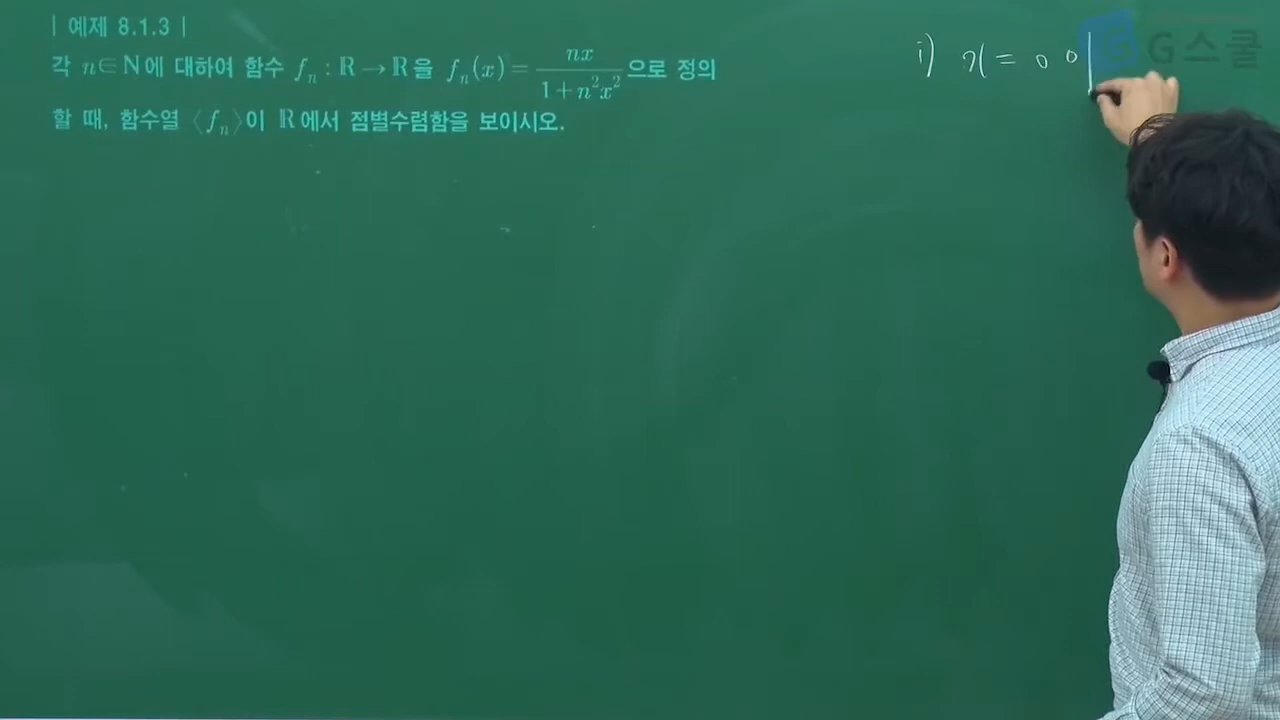 | 예제 8.1.3 |
각 n∈N에 대하여 함수 fₙ : ℝ → ℝ을 fₙ(x) = nx / (1 + n²x²) 으로 정의
할 때, 함수열 ⟨fₙ⟩이 ℝ에서 점별수렴함을 보이시오.
i) x = 0 0|
G스쿨